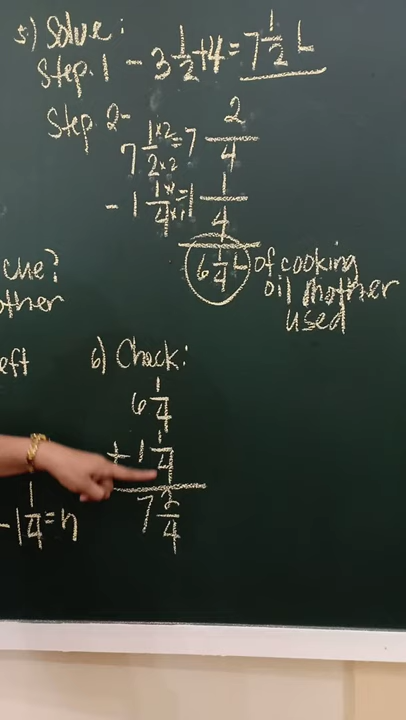 5) Solve:
Step.1 - 3 1/2 + 4 = 7 1/2 L
Step 2-
7 1/2 ×2/×2 = 7 2/4
- 1 1/4 ×1/×1 = 1 1/4
6 1/4 L of cooking
oil mother
used
che?
other
eft
- 1 1/4 = n
6) Check:
6 1/4
+ 1 1/4
7 2/4